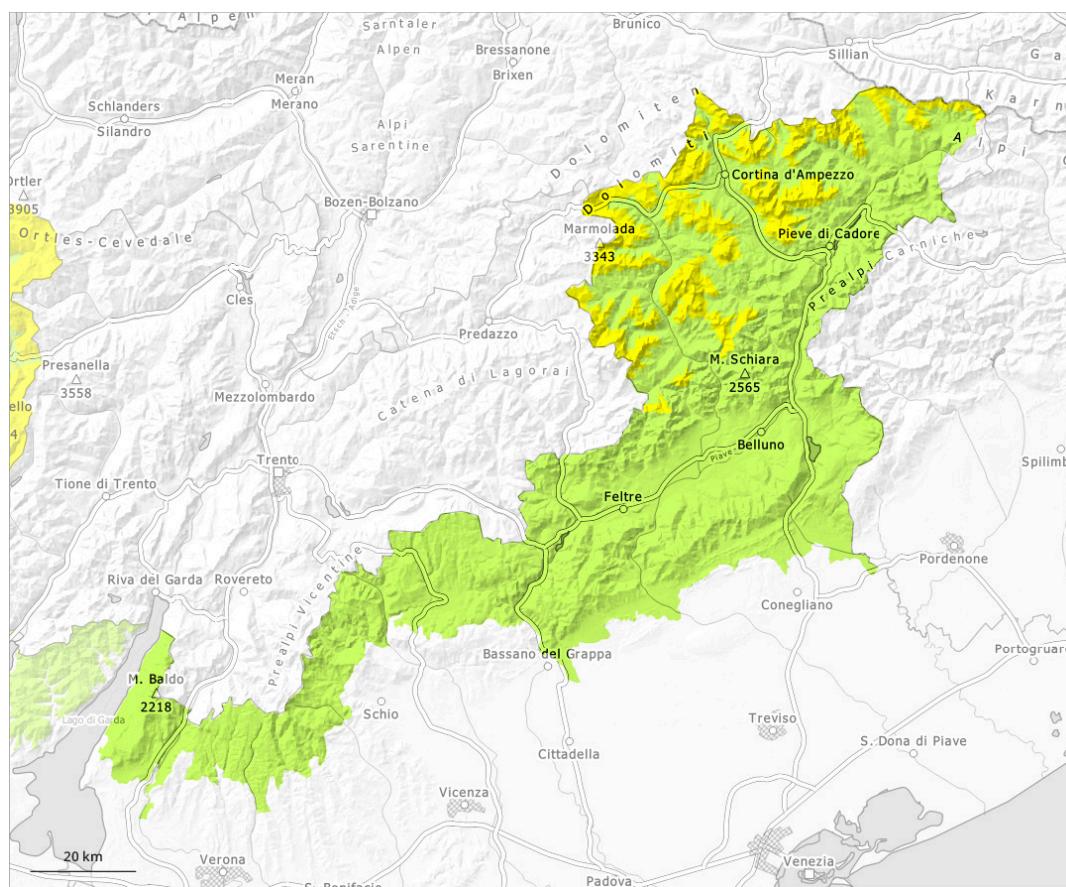 Alpen
Sarntaler
Alpen
Brunico
Bressanone
Brixen
Sillian
Meran
Merano
Schlanders
Silandro
Alpi
Sarentine
Dolomiten
Dolomiti
Cortina d'Ampezzo
Ortler
3905
Bozen-Bolzano
Marmolada
3343
Pieve di Cadore
Ortles-Cevedale
Prealpi Carniche
Cles
Etsch - Adige
Predazzo
Presanella
3558
Mezzolombardo
Catena di Lagorai
M. Schiara
2565
Belluno
Piave
Trento
Tione di Trento
Feltre
Pordenone
Riva del Garda
Rovereto
Prealpi Vicentine
Conegliano
Bassano del Grappa
Portogruaro
M. Baldo
2218
Lago di Garda
Schio
Treviso
Cittadella
S. Dona di Piave
Vicenza
20 km
Verona
Padova
Venezia